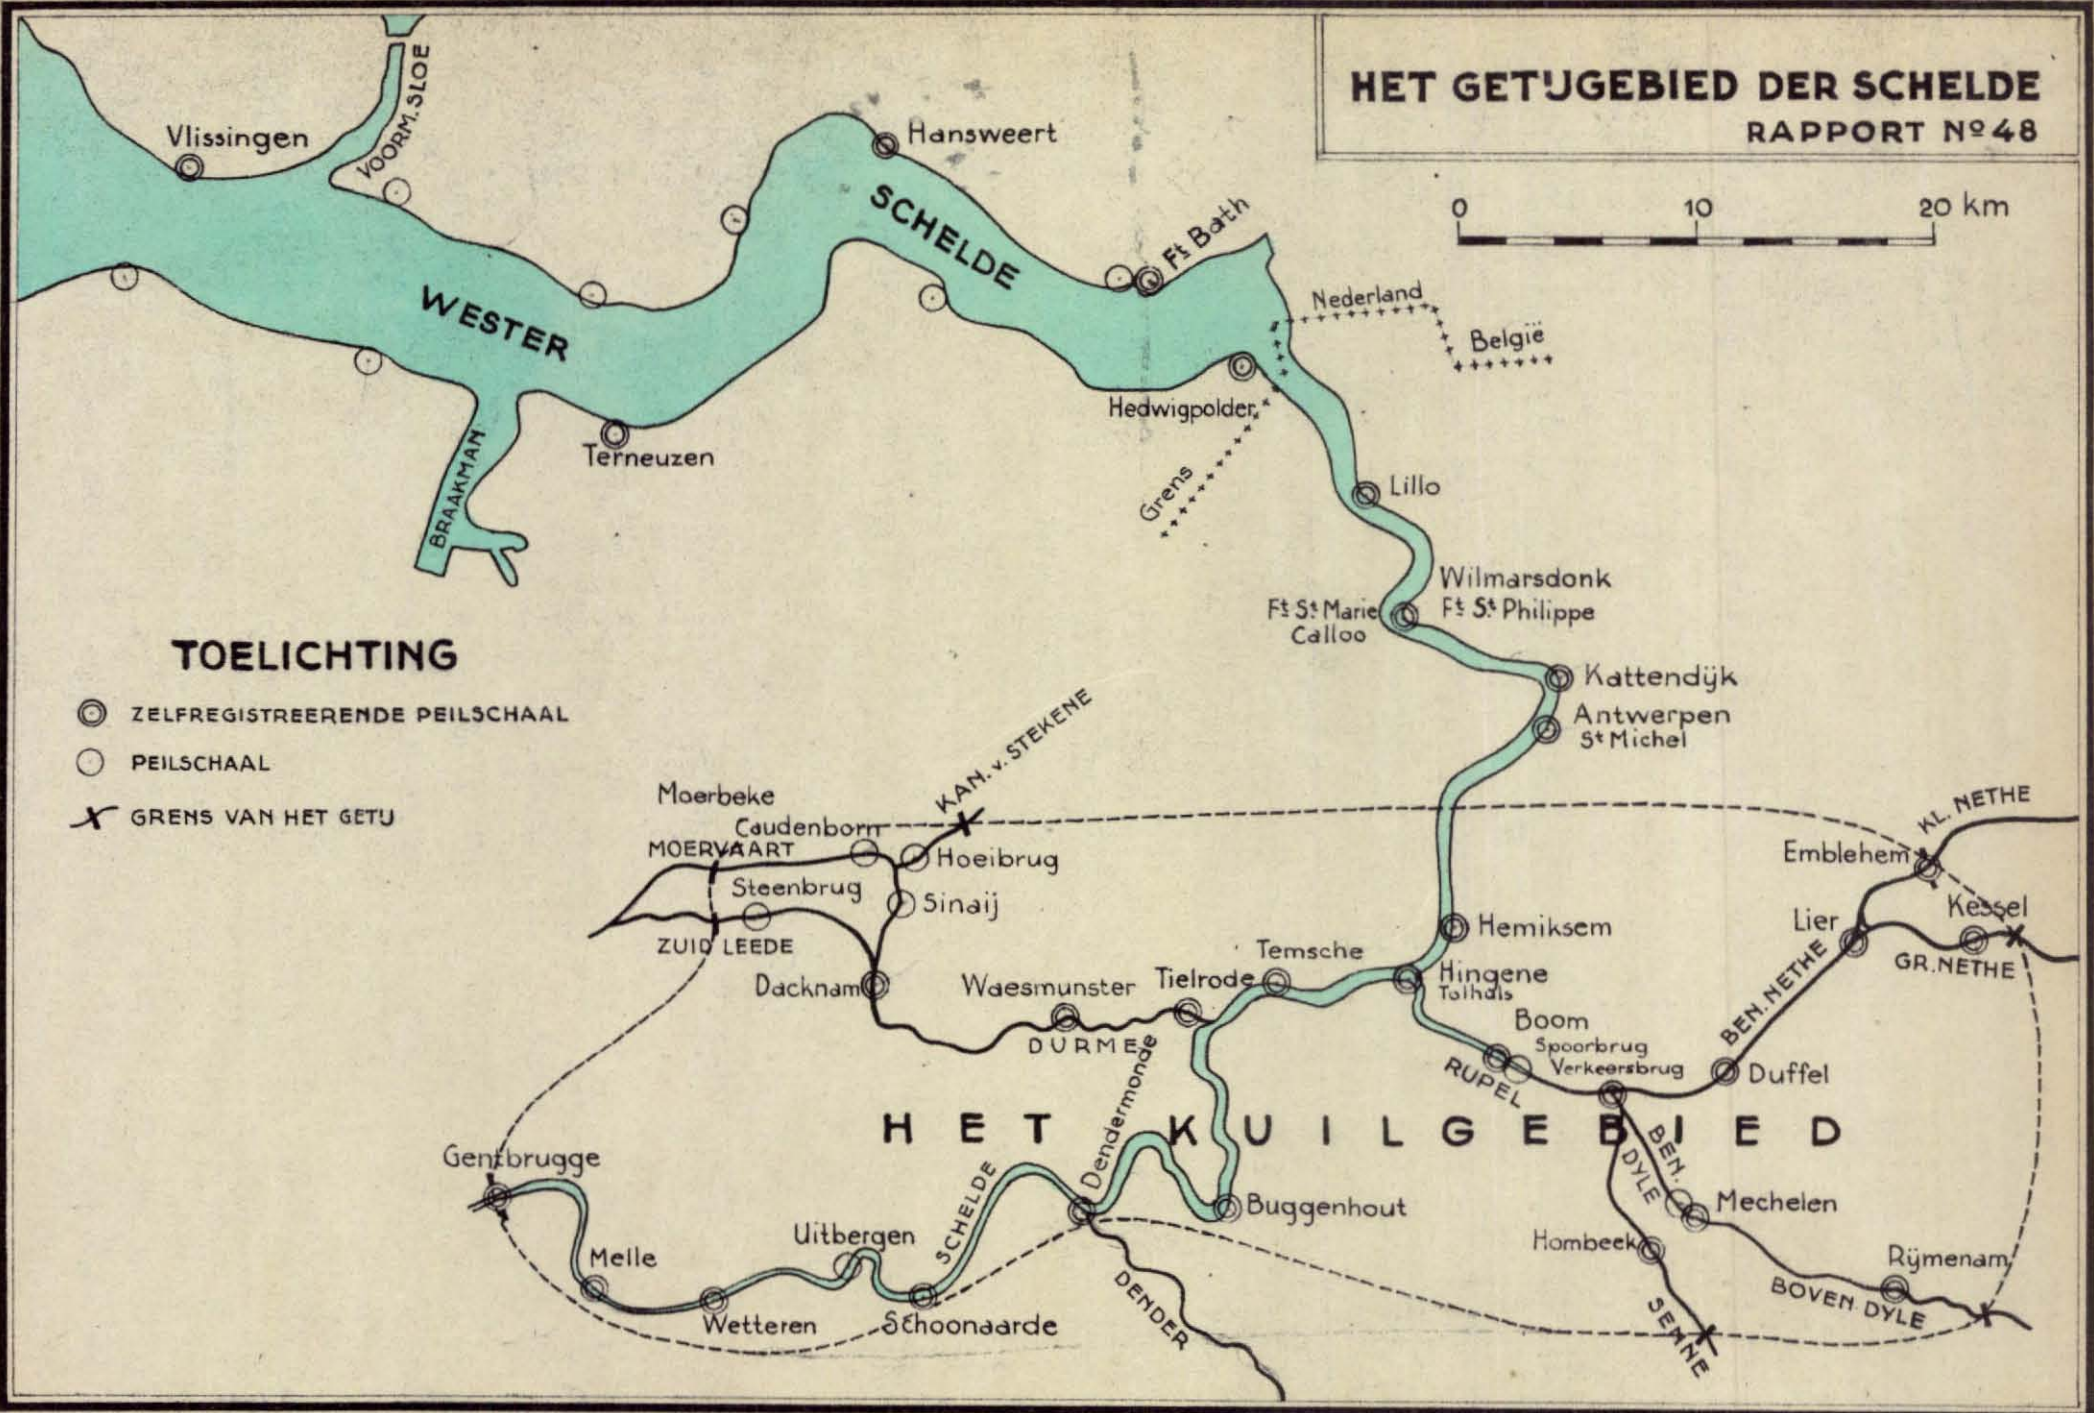 HET GETIJGEBIED DER SCHELDE
RAPPORT Nº 48
0 10 20 km
Vlissingen
VOORM. SLOE
Hansweert
SCHELDE
WESTER
Ft Bath
Nederland
België
Hedwigpolder
Grens
BRAAKMAN
Terneuzen
Lillo
Wilmarsdonk
Ft St Marie
Ft St Philippe
Calloo
Kattendijk
Antwerpen
St Michel
TOELICHTING
ZELFREGISTREERENDE PEILSCHAAL
PEILSCHAAL
GRENS VAN HET GETIJ
KAN. v. STEKENE
Moerbeke
Caudenborn
MOERVAART
Hoeibrug
Steenbrug
Sinaij
ZUID LEEDE
Dacknam
Waesmunster
Tielrode
Temsche
DURME
Hemiksem
Hingene
Tolhuis
Boom
Spoorbrug
Verkeersbrug
RUPEL
KL. NETHE
Emblehem
Kessel
Lier
GR. NETHE
BEN. NETHE
Duffel
HET KUILGEBIED
Gentbrugge
Melle
Wetteren
Uitbergen
SCHELDE
Schoonaarde
Dendermonde
Buggenhout
DENDER
BEN. DYLE
Mechelen
Hombeek
SENNE
Rijmenam
BOVEN DYLE